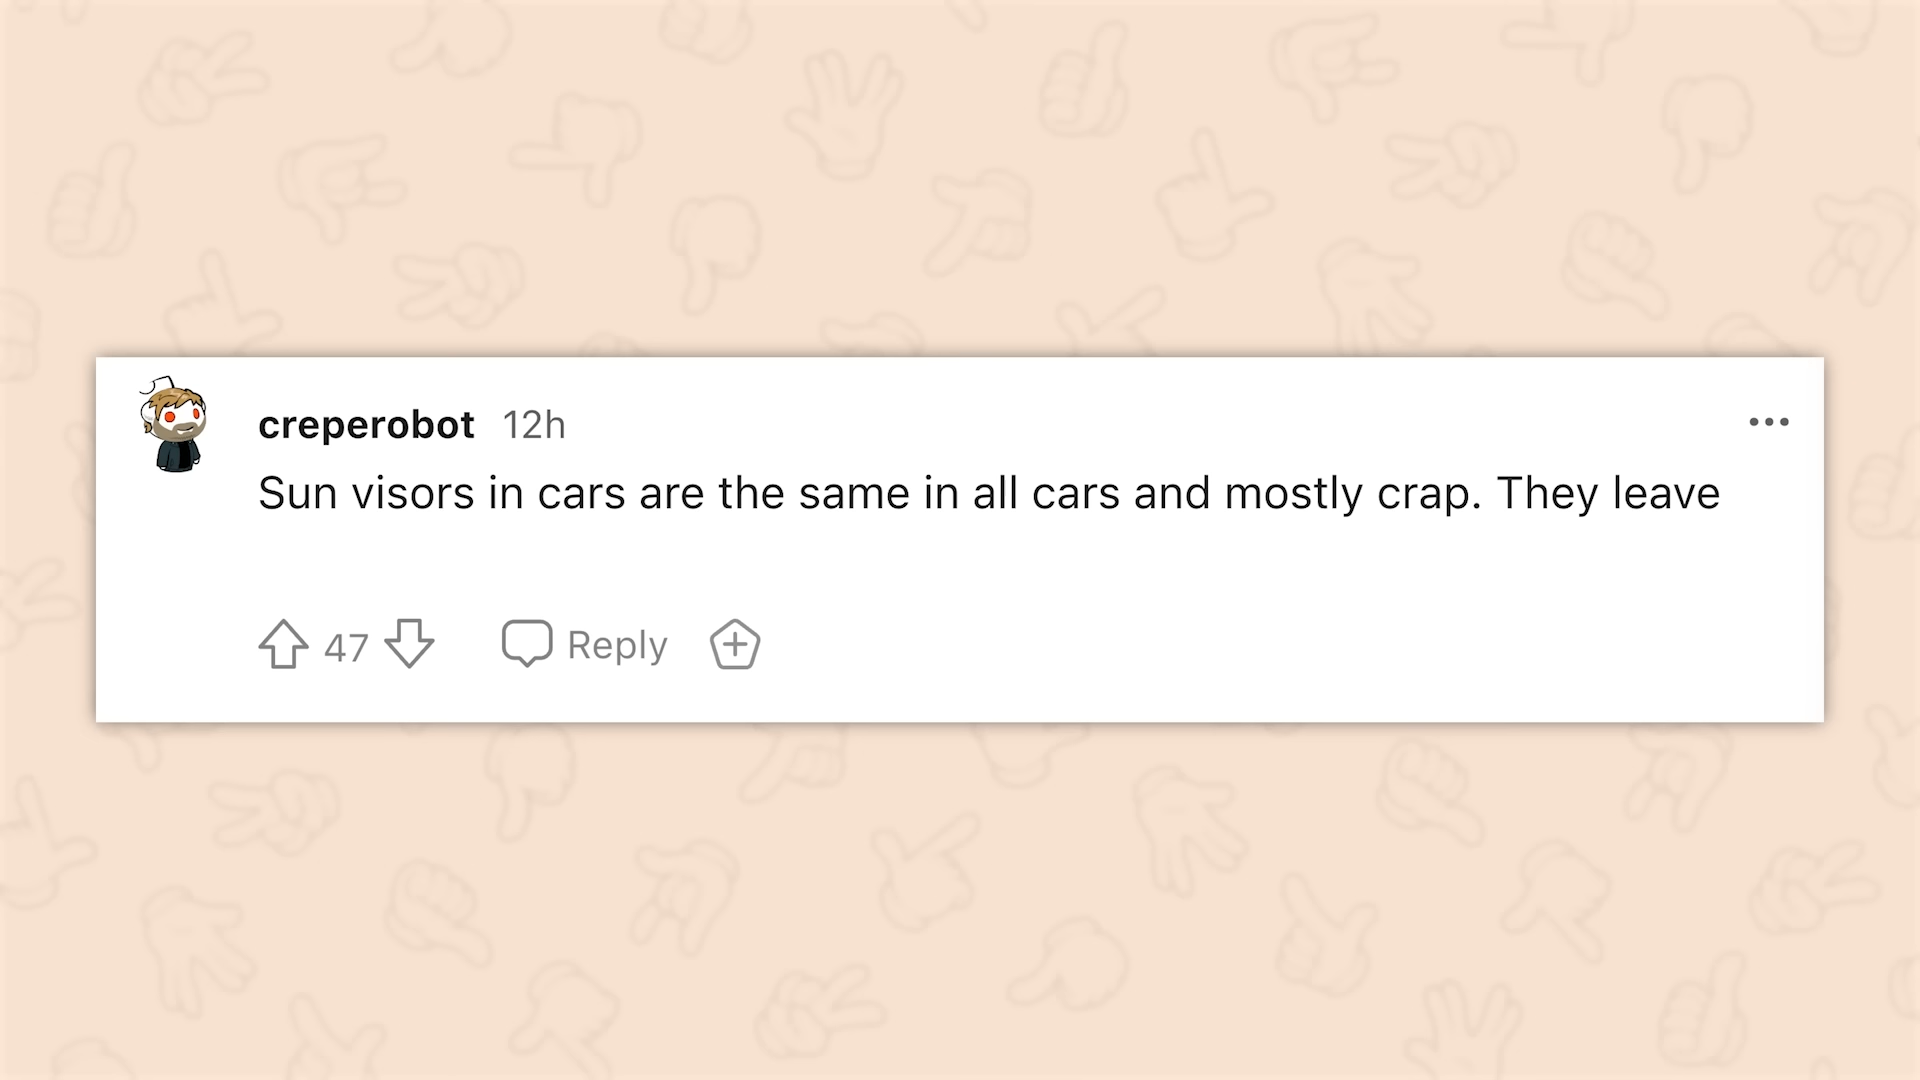 creperobot 12h
Sun visors in cars are the same in all cars and mostly crap. They leave
47 Reply